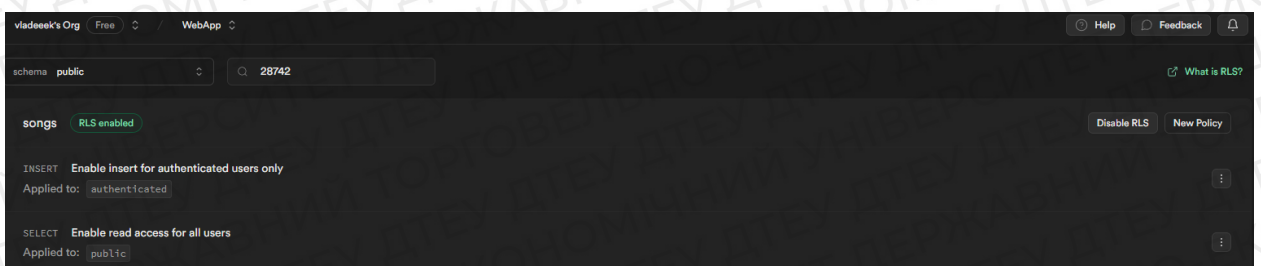 vladeeek's Org Free / WebApp Help Feedback
schema public 28742 What is RLS?
songs RLS enabled Disable RLS New Policy
INSERT Enable insert for authenticated users only
Applied to: authenticated
SELECT Enable read access for all users
Applied to: public